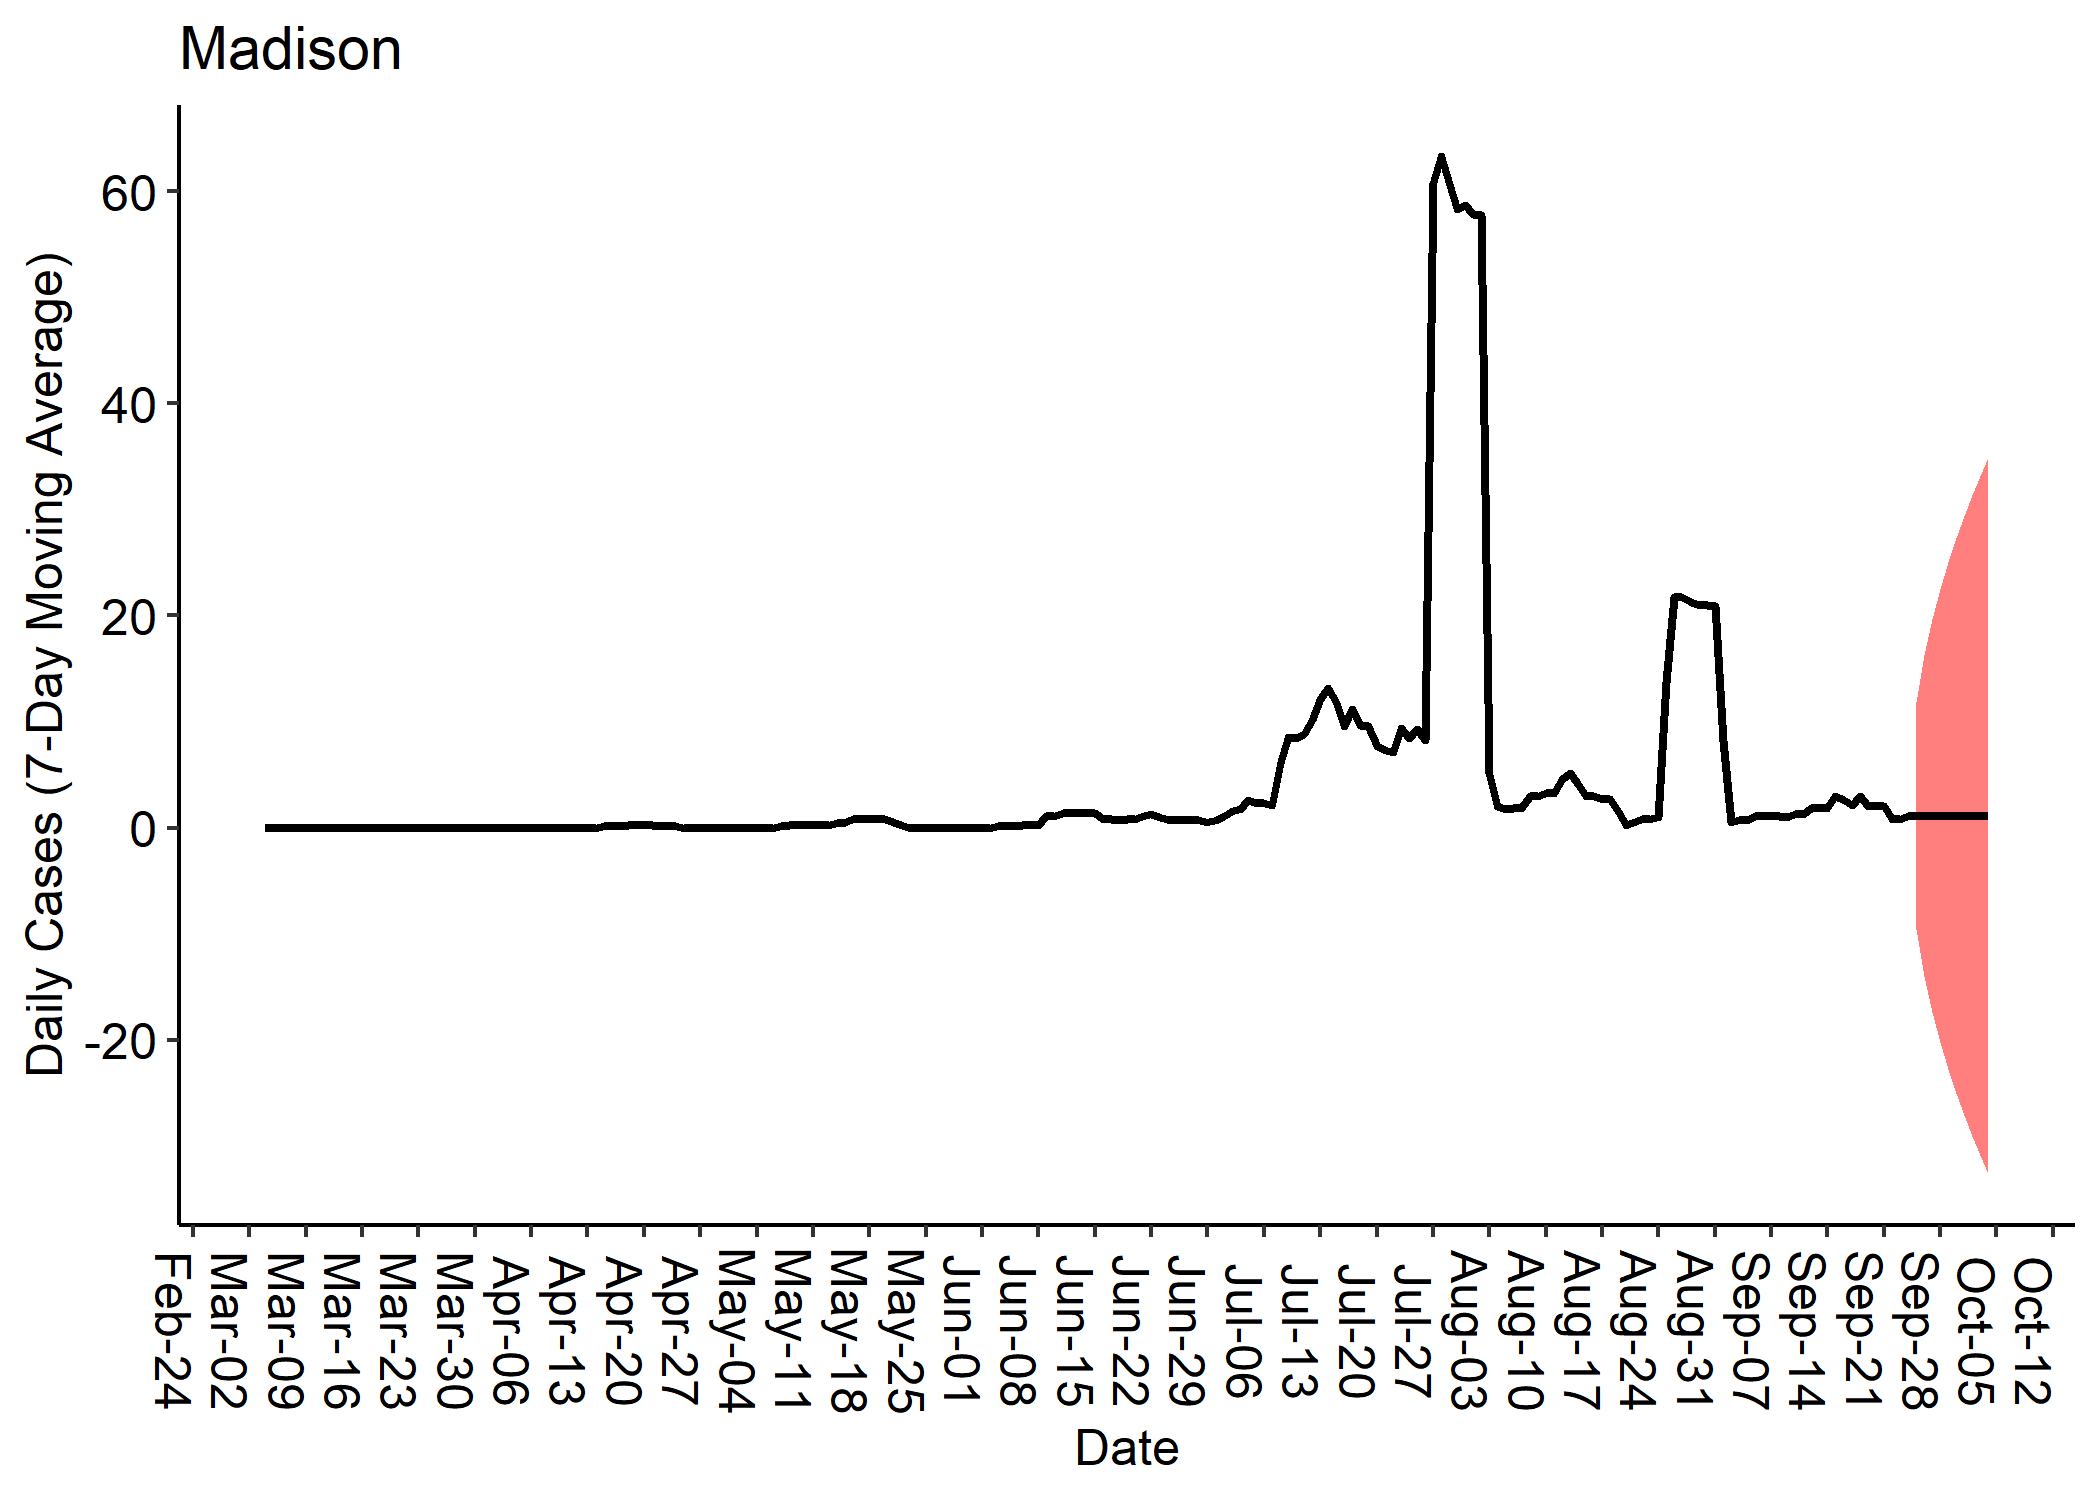 Madison
Daily Cases (7-Day Moving Average)
60
40
20
0
-20
Feb-24
Mar-02
Mar-09
Mar-16
Mar-23
Mar-30
Apr-06
Apr-13
Apr-20
Apr-27
May-04
May-11
May-18
May-25
Jun-01
Jun-08
Jun-15
Jun-22
Jun-29
Jul-06
Jul-13
Jul-20
Jul-27
Aug-03
Aug-10
Aug-17
Aug-24
Aug-31
Sep-07
Sep-14
Sep-21
Sep-28
Oct-05
Oct-12
Date